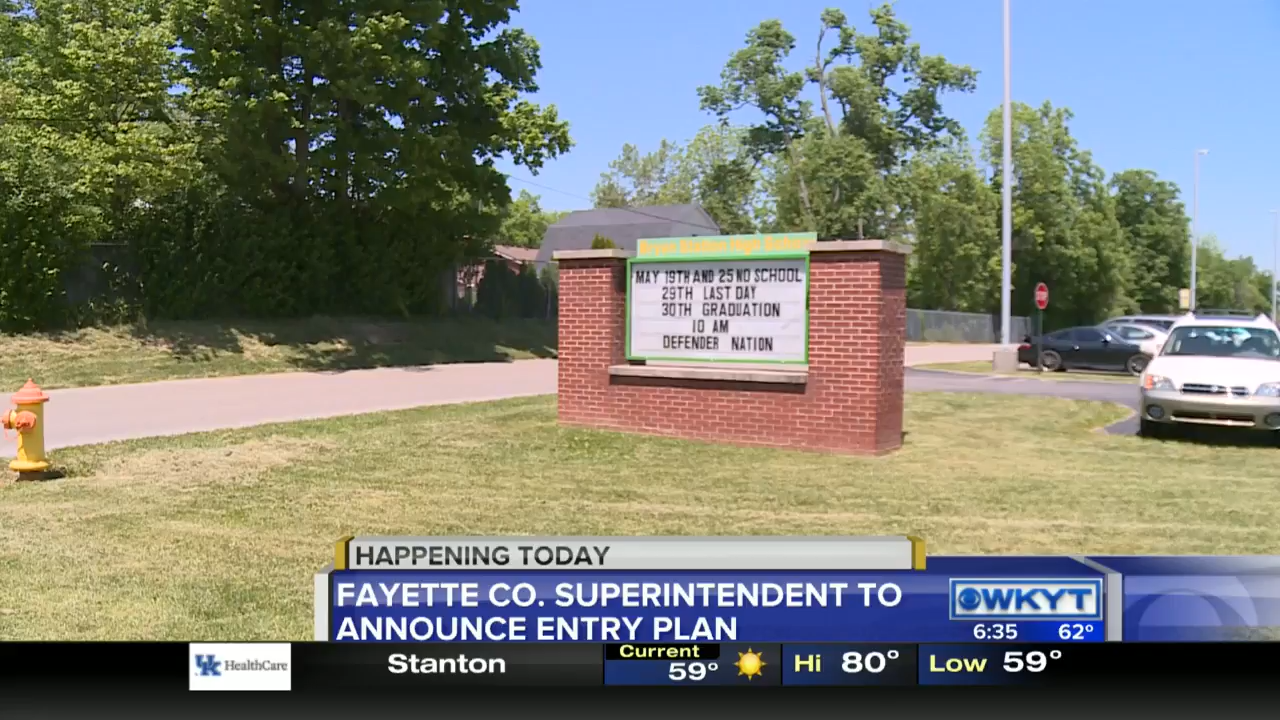 Bryan Station High School
MAY 19TH AND 25 NO SCHOOL
29TH LAST DAY
30TH GRADUATION
10 AM
DEFENDER NATION
HAPPENING TODAY
FAYETTE CO. SUPERINTENDENT TO
ANNOUNCE ENTRY PLAN
WKYT
6:35 62°
UK HealthCare
Stanton
Current
59°
Hi 80°
Low 59°